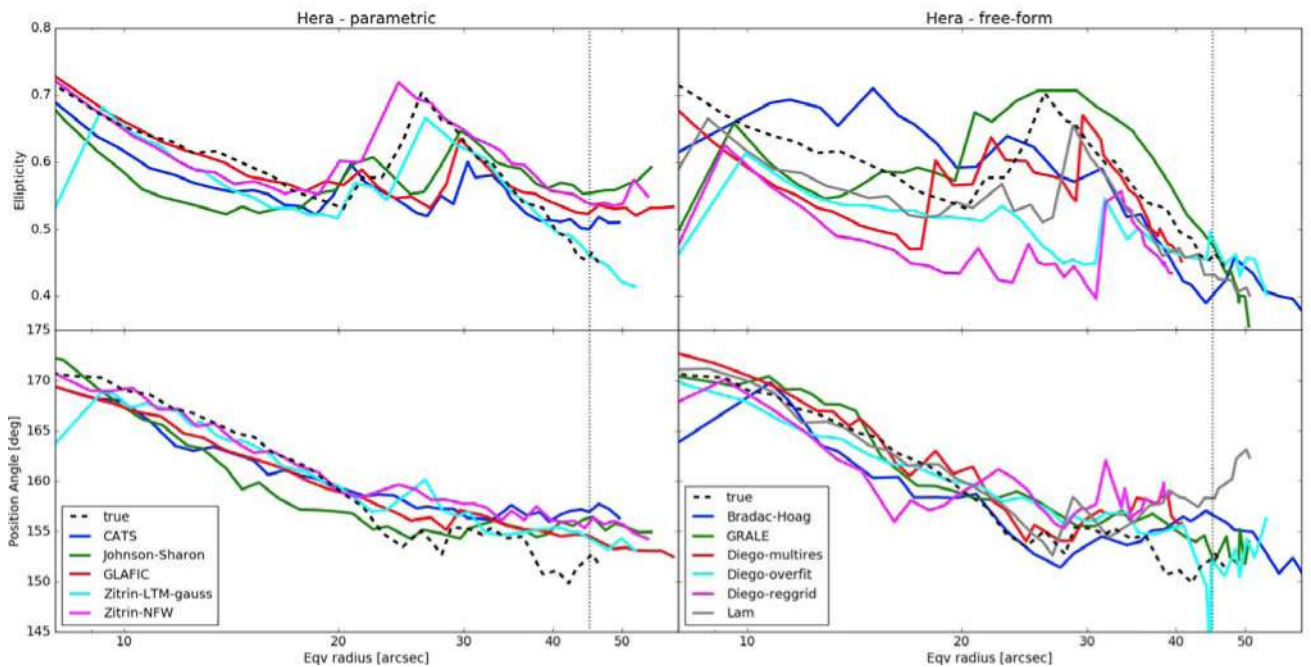 Hera - parametric
Hera - free-form
0.8
0.7
0.6
0.5
0.4
Ellipticity
175
170
165
160
155
150
145
Position Angle [deg]
true
CATS
Johnson-Sharon
GLAFIC
Zitrin-LTM-gauss
Zitrin-NFW
true
Bradac-Hoag
GRALE
Diego-multires
Diego-overfit
Diego-reggrid
Lam
10 20 30 40 50
10 20 30 40 50
Eqv radius [arcsec]
Eqv radius [arcsec]